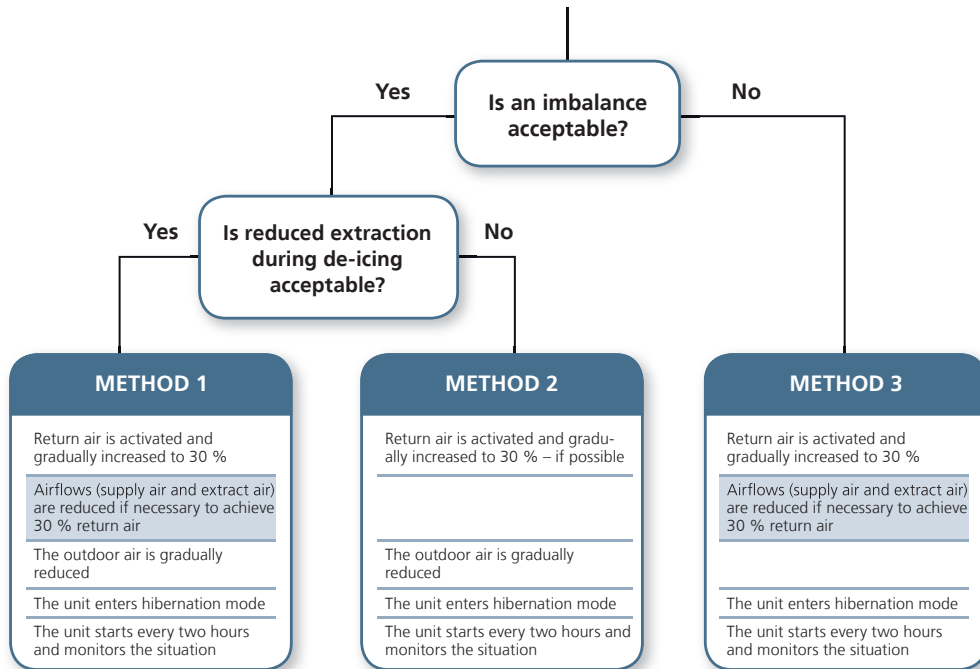 Is an imbalance
acceptable?
Yes
No
Is reduced extraction
during de-icing
acceptable?
Yes
No
METHOD 1
Return air is activated and
gradually increased to 30 %
Airflows (supply air and extract air)
are reduced if necessary to achieve
30 % return air
The outdoor air is gradually
reduced
The unit enters hibernation mode
The unit starts every two hours
and monitors the situation
METHOD 2
Return air is activated and gradu-
ally increased to 30 % – if possible
The outdoor air is gradually
reduced
The unit enters hibernation mode
The unit starts every two hours and
monitors the situation
METHOD 3
Return air is activated and
gradually increased to 30 %
Airflows (supply air and extract air)
are reduced if necessary to achieve
30 % return air
The unit enters hibernation mode
The unit starts every two hours
and monitors the situation